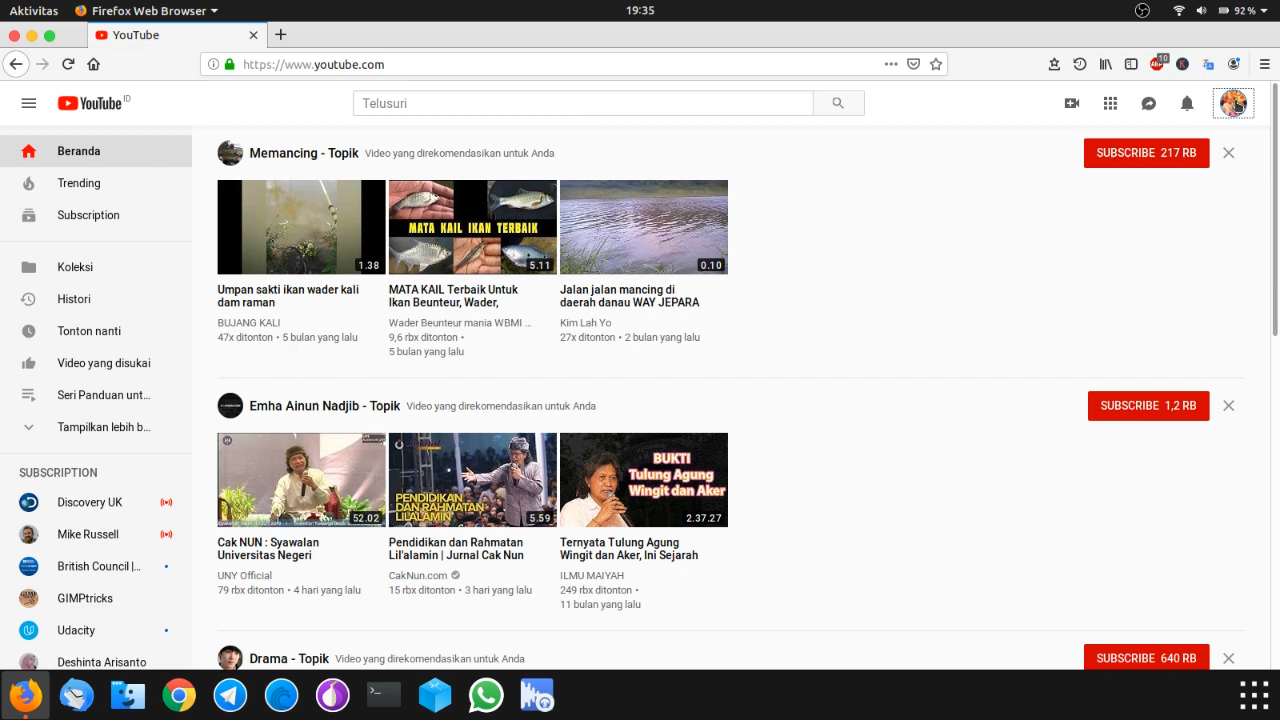 Aktivitas Firefox Web Browser 19:35 92 %
YouTube
https://www.youtube.com 10
YouTube ID Telusuri
Beranda
Trending
Subscription
Koleksi
Histori
Tonton nanti
Video yang disukai
Seri Panduan unt...
Tampilkan lebih b...
SUBSCRIPTION
Discovery UK
Mike Russell
British Council |...
GIMPtricks
Udacity
Deshinta Arisanto
Memancing - Topik Video yang direkomendasikan untuk Anda SUBSCRIBE 217 RB
1.38
Umpan sakti ikan wader kali
dam raman
BUJANG KALI
47x ditonton • 5 bulan yang lalu
MATA KAIL IKAN TERBAIK
5.11
MATA KAIL Terbaik Untuk
Ikan Beunteur, Wader,
Wader Beunteur mania WBMI ...
9,6 rbx ditonton •
5 bulan yang lalu
0.10
Jalan jalan mancing di
daerah danau WAY JEPARA
Kim Lah Yo
27x ditonton • 2 bulan yang lalu
Emha Ainun Nadjib - Topik Video yang direkomendasikan untuk Anda SUBSCRIBE 1,2 RB
52.02
Cak NUN : Syawalan
Universitas Negeri
UNY Official
79 rbx ditonton • 4 hari yang lalu
PENDIDIKAN
DAN RAHMATAN
LIL'ALAMIN
5.59
Pendidikan dan Rahmatan
Lil'alamin | Jurnal Cak Nun
CakNun.com
15 rbx ditonton • 3 hari yang lalu
BUKTI
Tulung Agung
Wingit dan Aker
2.37.27
Ternyata Tulung Agung
Wingit dan Aker, Ini Sejarah
ILMU MAIYAH
249 rbx ditonton •
11 bulan yang lalu
Drama - Topik Video yang direkomendasikan untuk Anda SUBSCRIBE 640 RB